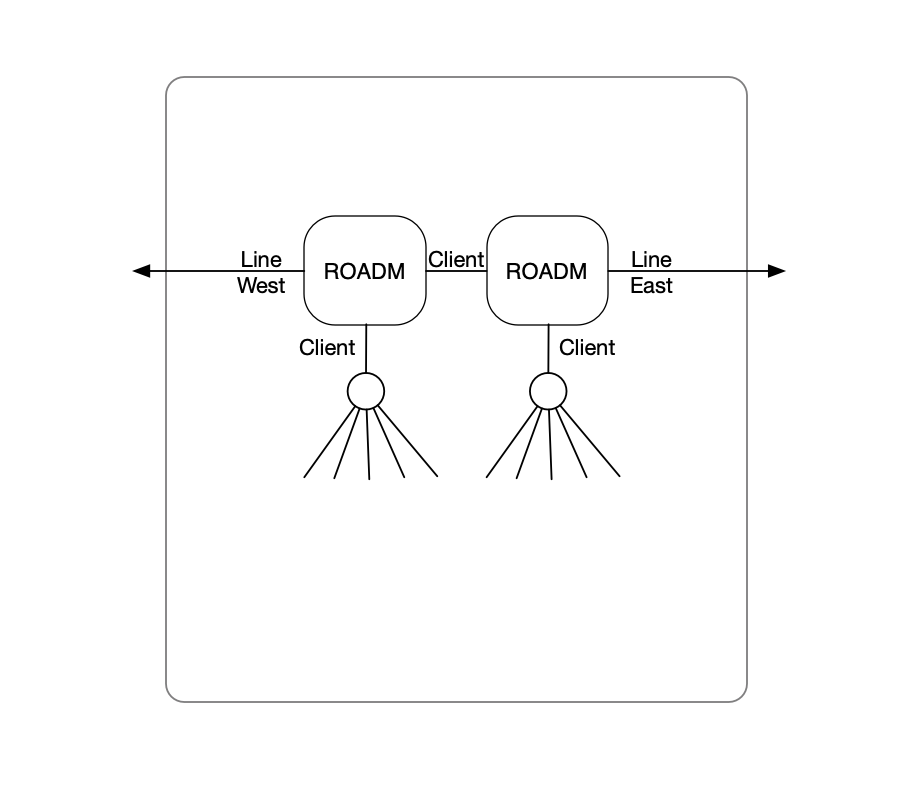 Line
West
ROADM
Client
ROADM
Line
East
Client
Client